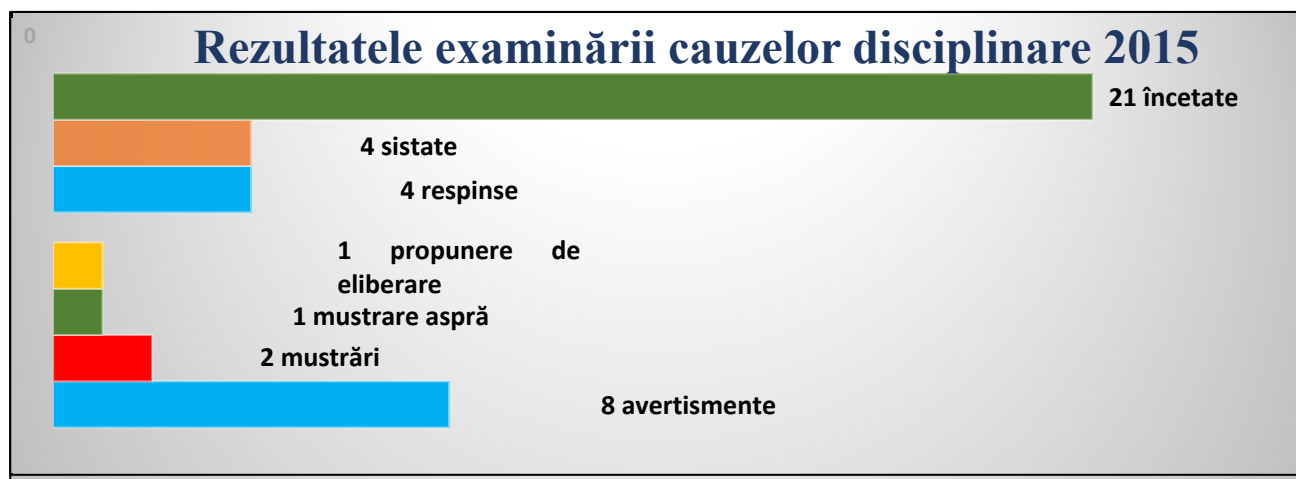 0
Rezultatele examinării cauzelor disciplinare 2015
21 încetate
4 sistate
4 respinse
1 propunere de
eliberare
1 mustrare aspră
2 mustrări
8 avertismente